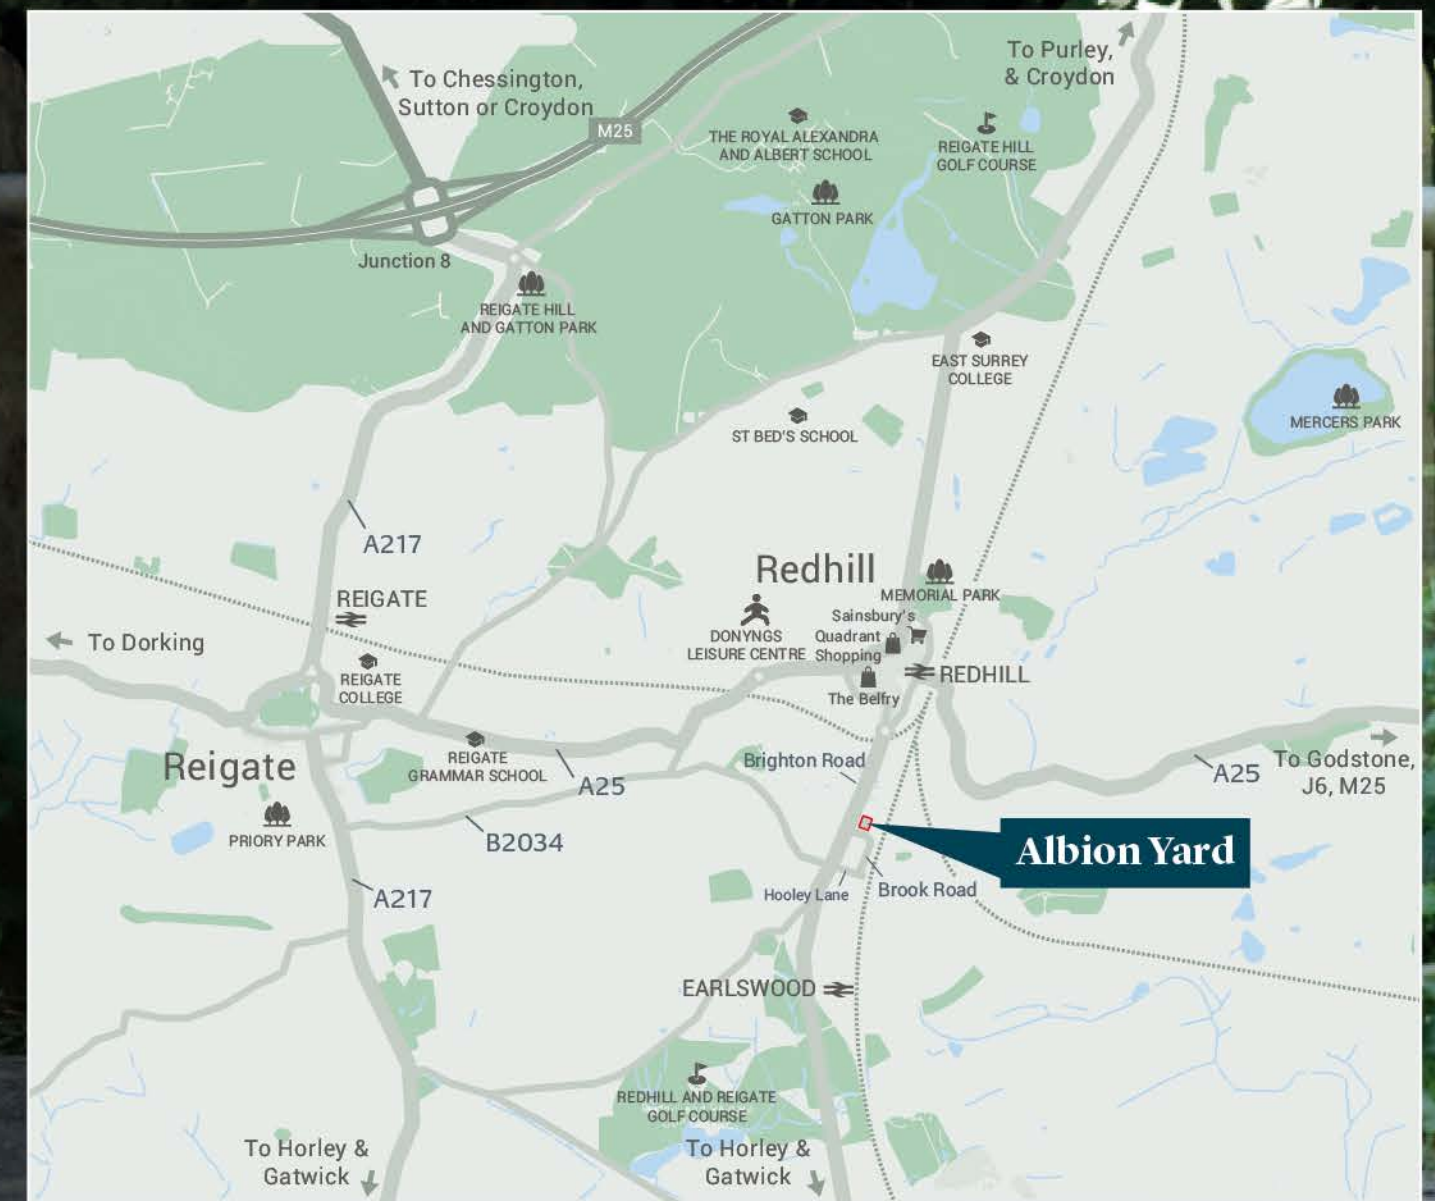 To Purley,
& Croydon
To Chessington,
Sutton or Croydon
M25
THE ROYAL ALEXANDRA
AND ALBERT SCHOOL
REIGATE HILL
GOLF COURSE
GATTON PARK
Junction 8
REIGATE HILL
AND GATTON PARK
EAST SURREY
COLLEGE
MERCERS PARK
ST BED'S SCHOOL
A217
Redhill
MEMORIAL PARK
REIGATE
Sainsbury's
To Dorking
DONYNGS
LEISURE CENTRE
Quadrant
Shopping
REDHILL
REIGATE
COLLEGE
The Belfry
Reigate
REIGATE
GRAMMAR SCHOOL
Brighton Road
A25
A25
To Godstone,
J6, M25
PRIORY PARK
B2034
Albion Yard
A217
Hooley Lane
Brook Road
EARLSWOOD
REDHILL AND REIGATE
GOLF COURSE
To Horley &
Gatwick
To Horley &
Gatwick